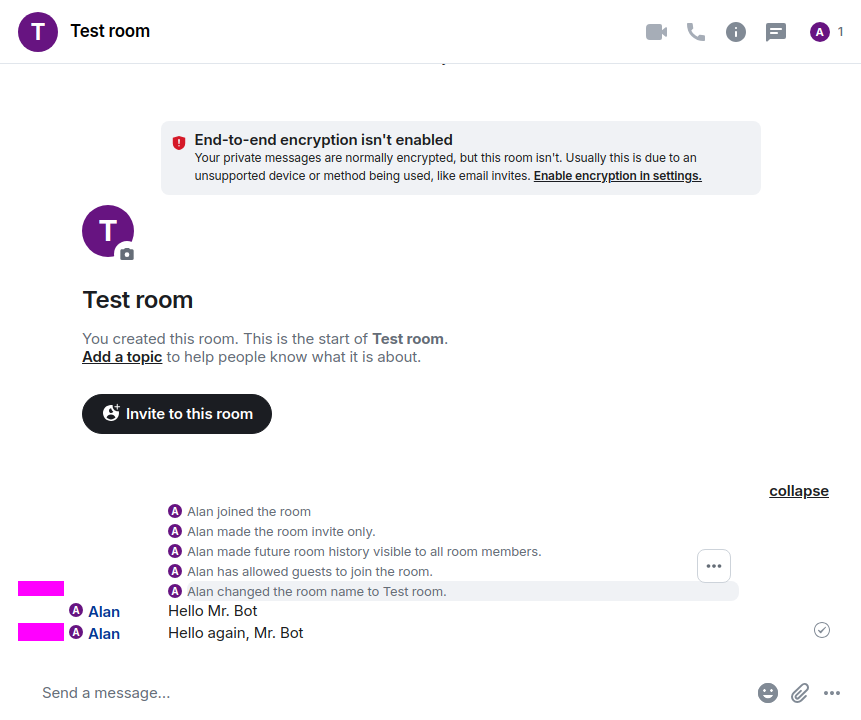 T Test room A 1
End-to-end encryption isn't enabled
Your private messages are normally encrypted, but this room isn't. Usually this is due to an
unsupported device or method being used, like email invites. Enable encryption in settings.
T
Test room
You created this room. This is the start of Test room.
Add a topic to help people know what it is about.
Invite to this room
collapse
A Alan joined the room
A Alan made the room invite only.
A Alan made future room history visible to all room members.
A Alan has allowed guests to join the room.
A Alan changed the room name to Test room.
A Alan Hello Mr. Bot
A Alan Hello again, Mr. Bot
Send a message...